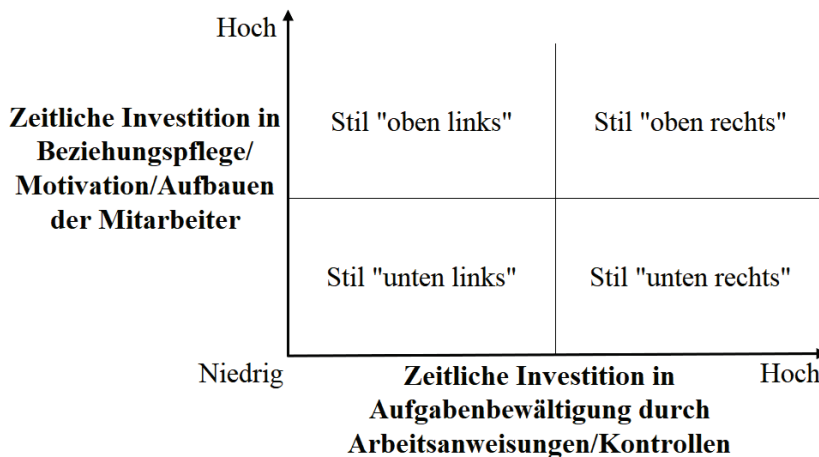 Hoch
Zeitliche Investition in
Beziehungspflege/
Motivation/Aufbauen
der Mitarbeiter
Stil "oben links"
Stil "oben rechts"
Stil "unten links"
Stil "unten rechts"
Niedrig
Zeitliche Investition in
Aufgabenbewältigung durch
Arbeitsanweisungen/Kontrollen
Hoch